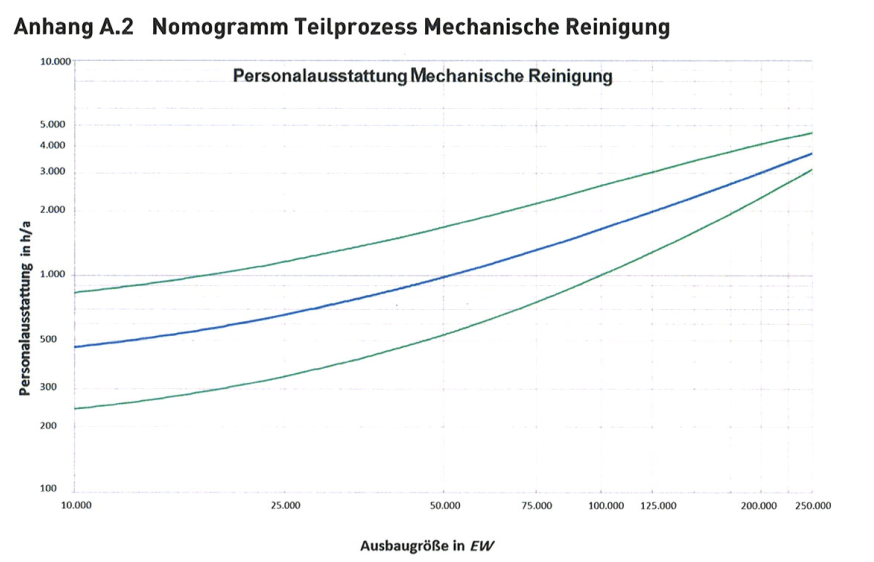 Anhang A.2 Nomogramm Teilprozess Mechanische Reinigung
Personalausstattung Mechanische Reinigung
10.000
5.000
4.000
3.000
2.000
1.000
500
300
200
100
Personalausstattung in h/a
10.000 25.000 50.000 75.000 100.000 125.000 200.000 250.000
Ausbaugröße in EW